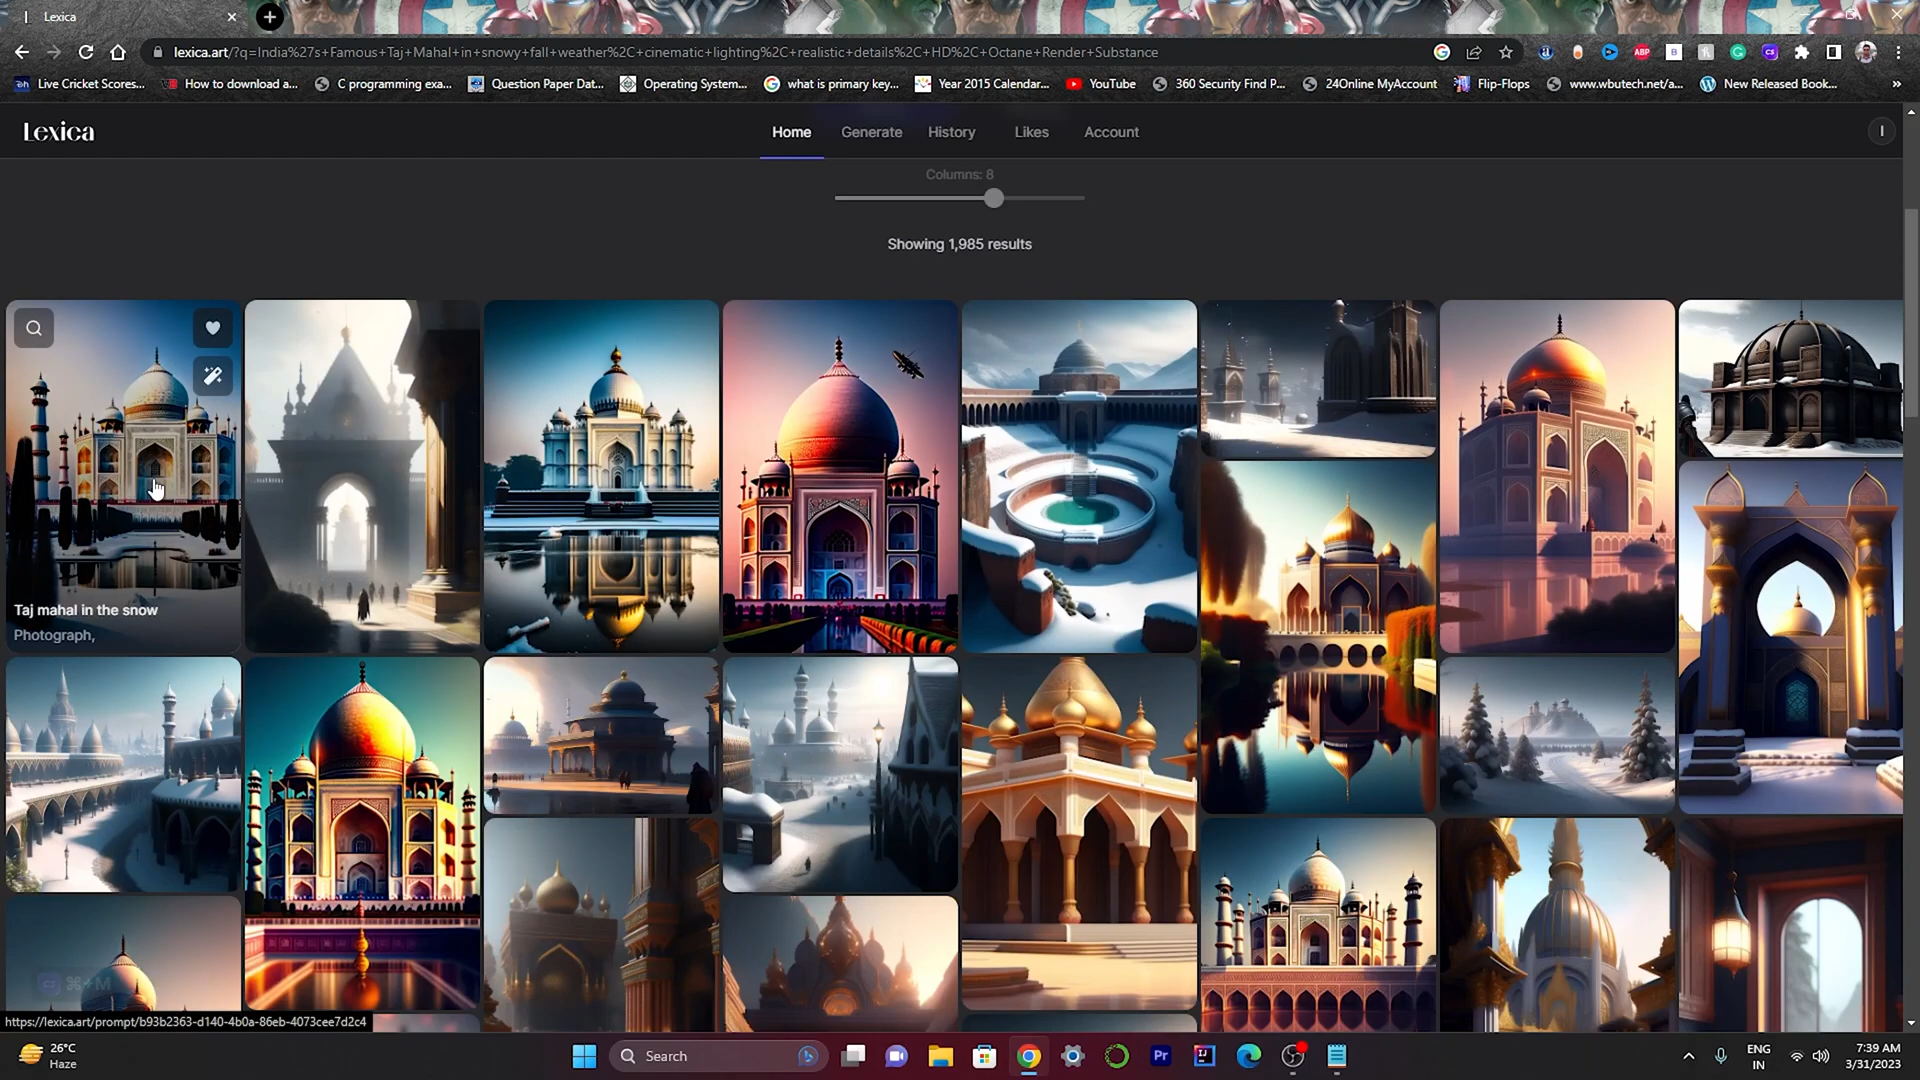 Lexica
lexica.art/?q=India%27s+Famous+Taj+Mahal+in+snowy+fall+weather%2C+cinematic+lighting%2C+realistic+details%2C+HD%2C+Octane+Render+Substance
ABP
Live Cricket Scores...
How to download a...
C programming exa...
Question Paper Dat...
Operating System...
what is primary key...
Year 2015 Calendar...
YouTube
360 Security Find P...
24Online MyAccount
Flip-Flops
www.wbutech.net/a...
New Released Book...
»
Lexica
Home
Generate
History
Likes
Account
I
Columns: 8
Showing 1,985 results
Taj mahal in the snow
Photograph,
⌘+M
https://lexica.art/prompt/b93b2363-d140-4b0a-86eb-4073cee7d2c4
26°C
Haze
Search
Pr
ENG
IN
7:39 AM
3/31/2023